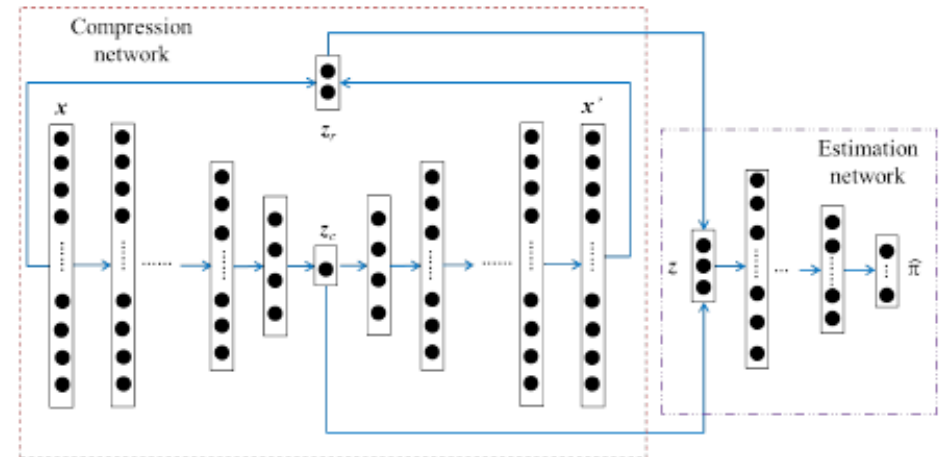 Compression
network
x
x´
z_r
Estimation
network
z_c
z
π̂